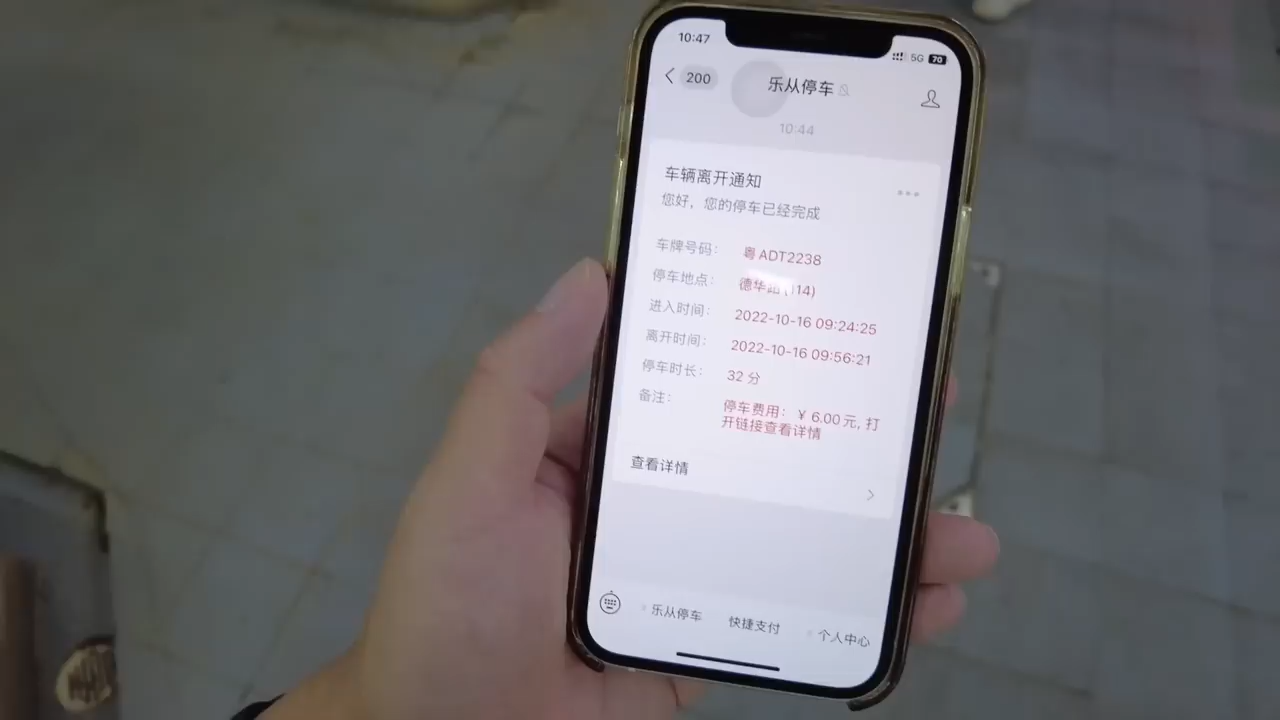 10:47
5G 70
200 乐从停车
10:44
车辆离开通知
您好，您的停车已经完成
车牌号码： 粤ADT2238
停车地点： 德华路 (114)
进入时间： 2022-10-16 09:24:25
离开时间： 2022-10-16 09:56:21
停车时长： 32分
备注： 停车费用：￥6.00元, 打
开链接查看详情
查看详情
乐从停车 快捷支付 个人中心